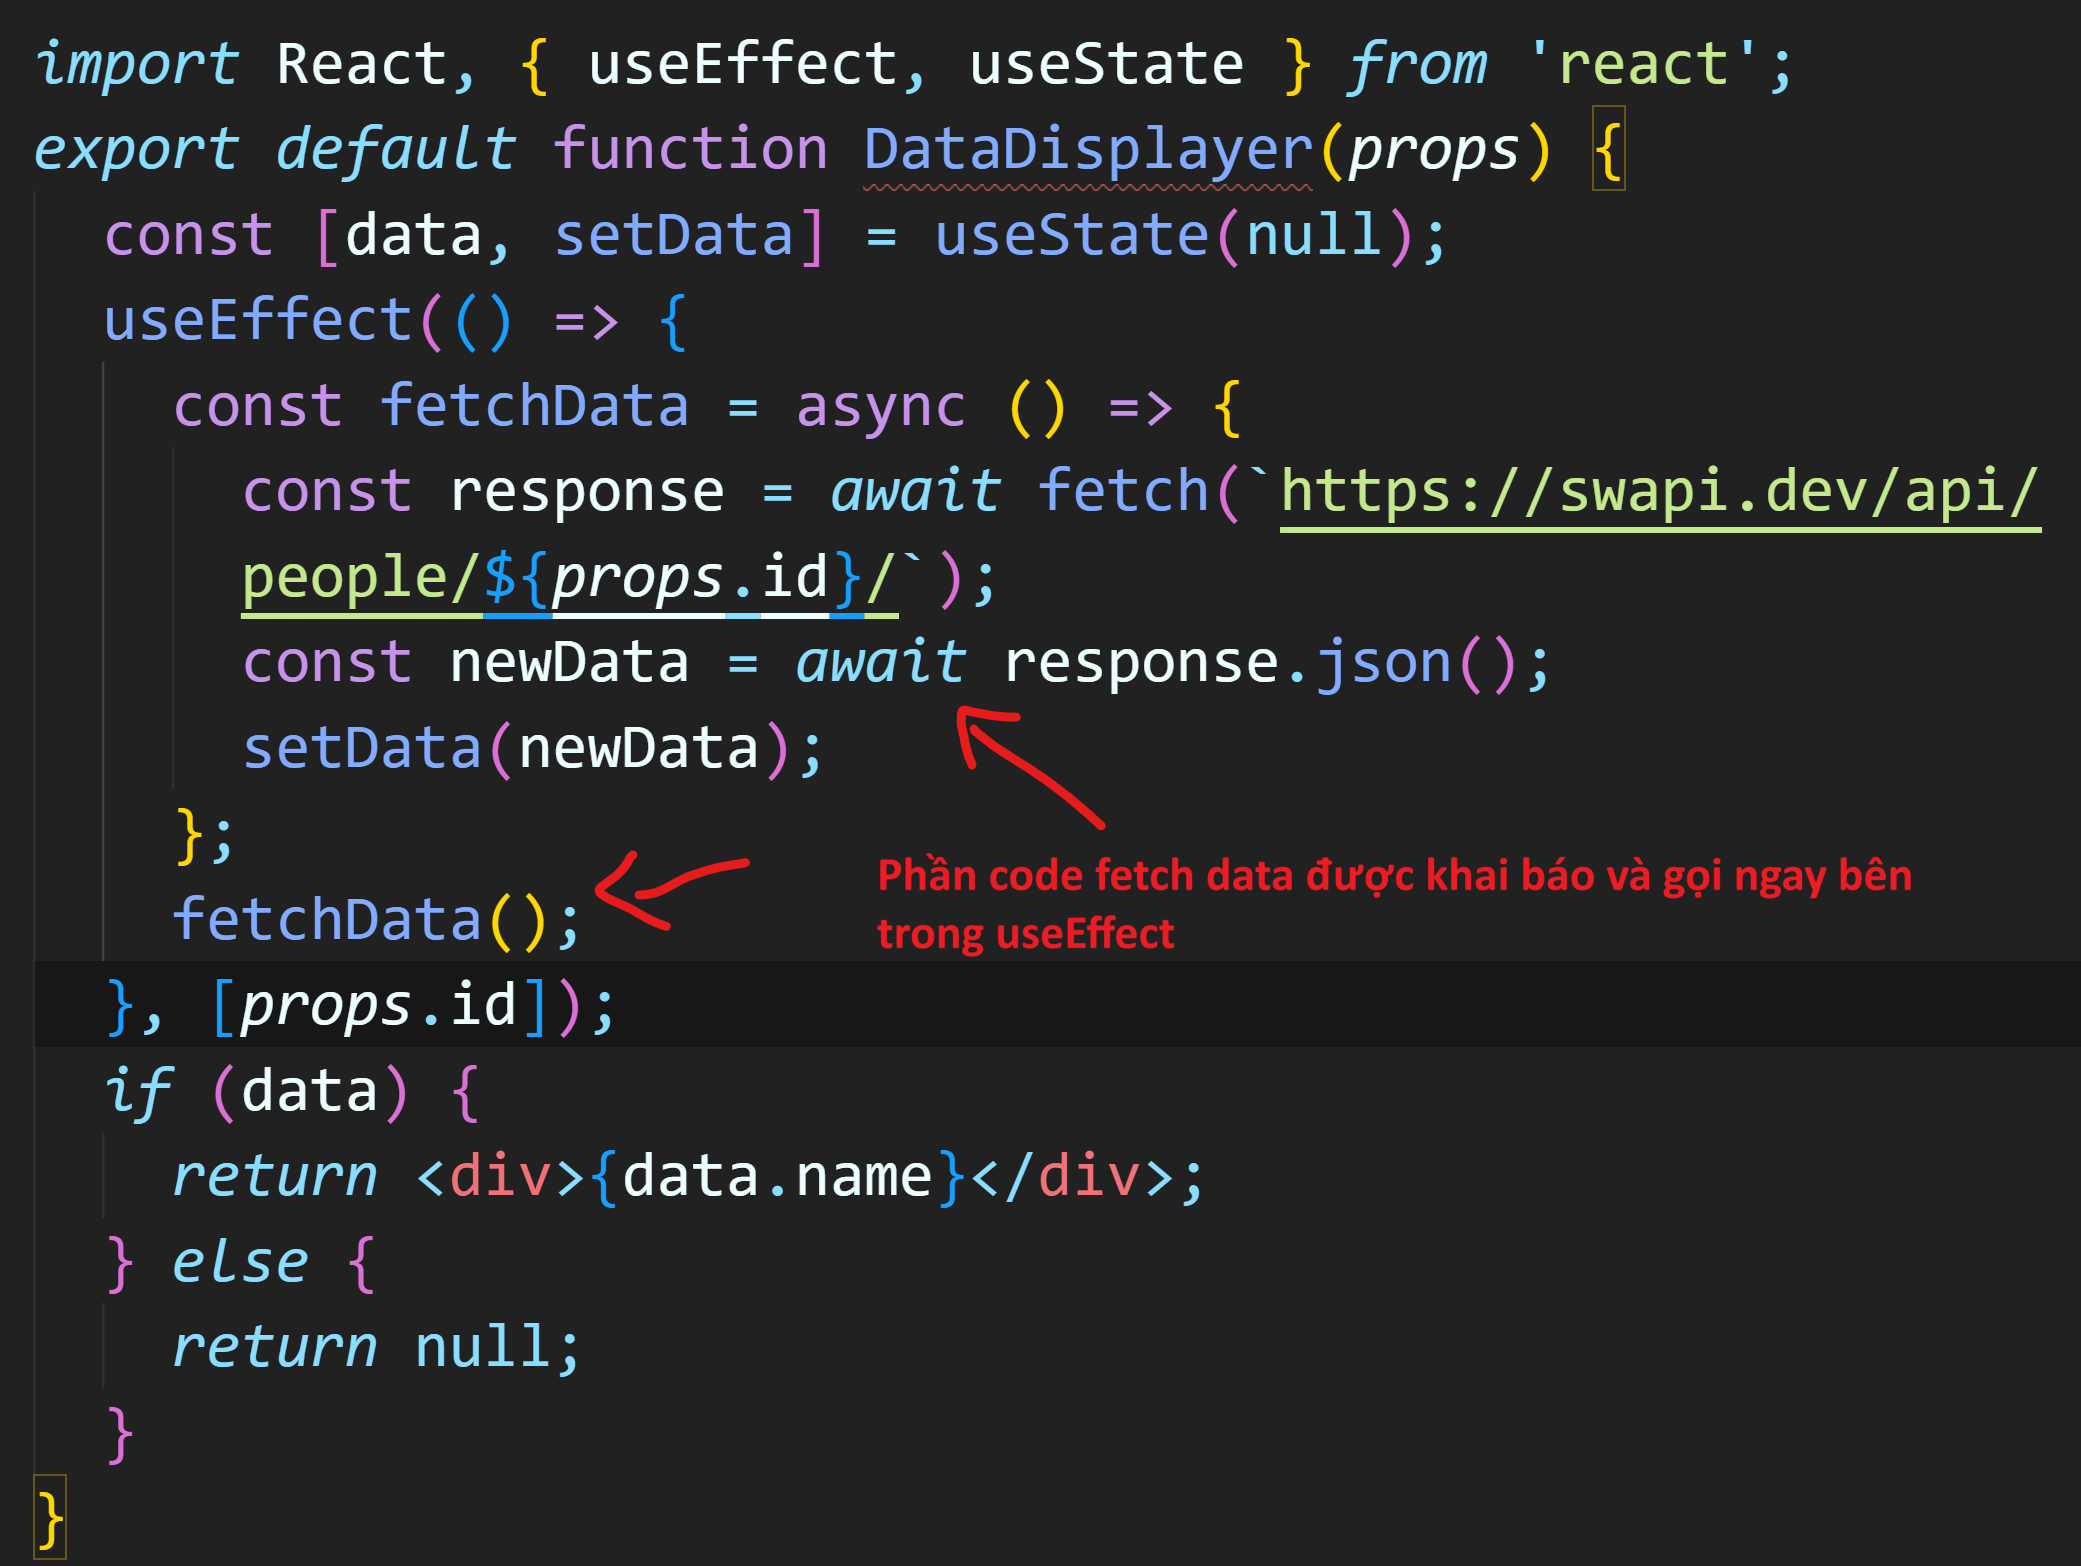 import React, { useEffect, useState } from 'react';
export default function DataDisplayer(props) {
const [data, setData] = useState(null);
useEffect(() => {
const fetchData = async () => {
const response = await fetch(`https://swapi.dev/api/
people/${props.id}/`);
const newData = await response.json();
setData(newData);
};
fetchData();
Phần code fetch data được khai báo và gọi ngay bên
trong useEffect
}, [props.id]);
if (data) {
return <div>{data.name}</div>;
} else {
return null;
}
}